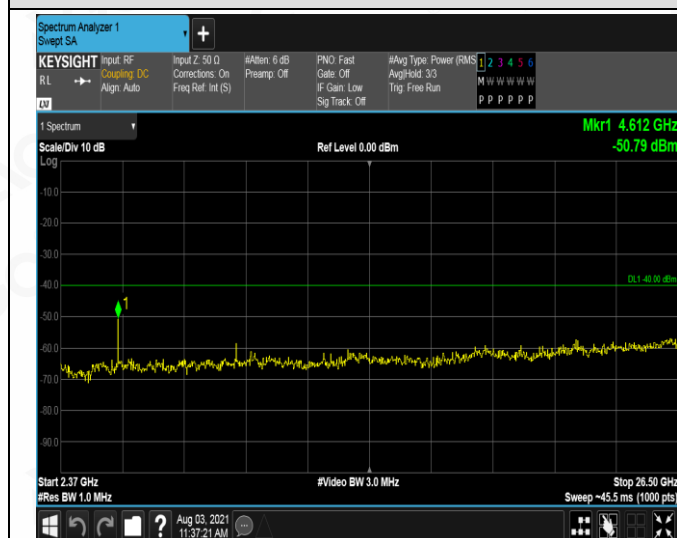 Spectrum Analyzer 1
Swept SA
+
KEYSIGHT Input: RF Input Z: 50 Ω #Atten: 6 dB PNO: Fast #Avg Type: Power (RMS 1 2 3 4 5 6
RL Coupling: DC Corrections: On Preamp: Off Gate: Off Avg|Hold: 3/3 M W W W W W
Align: Auto Freq Ref: Int (S) IF Gain: Low Trig: Free Run
LXI Sig Track: Off P P P P P P
1 Spectrum Mkr1 4.612 GHz
Scale/Div 10 dB Ref Level 0.00 dBm -50.79 dBm
Log
-10.0
-20.0
-30.0
DL1 -40.00 dBm
-40.0
1
-50.0
-60.0
-70.0
-80.0
-90.0
Start 2.37 GHz #Video BW 3.0 MHz Stop 26.50 GHz
#Res BW 1.0 MHz Sweep ~45.5 ms (1000 pts)
? Aug 03, 2021
11:37:21 AM